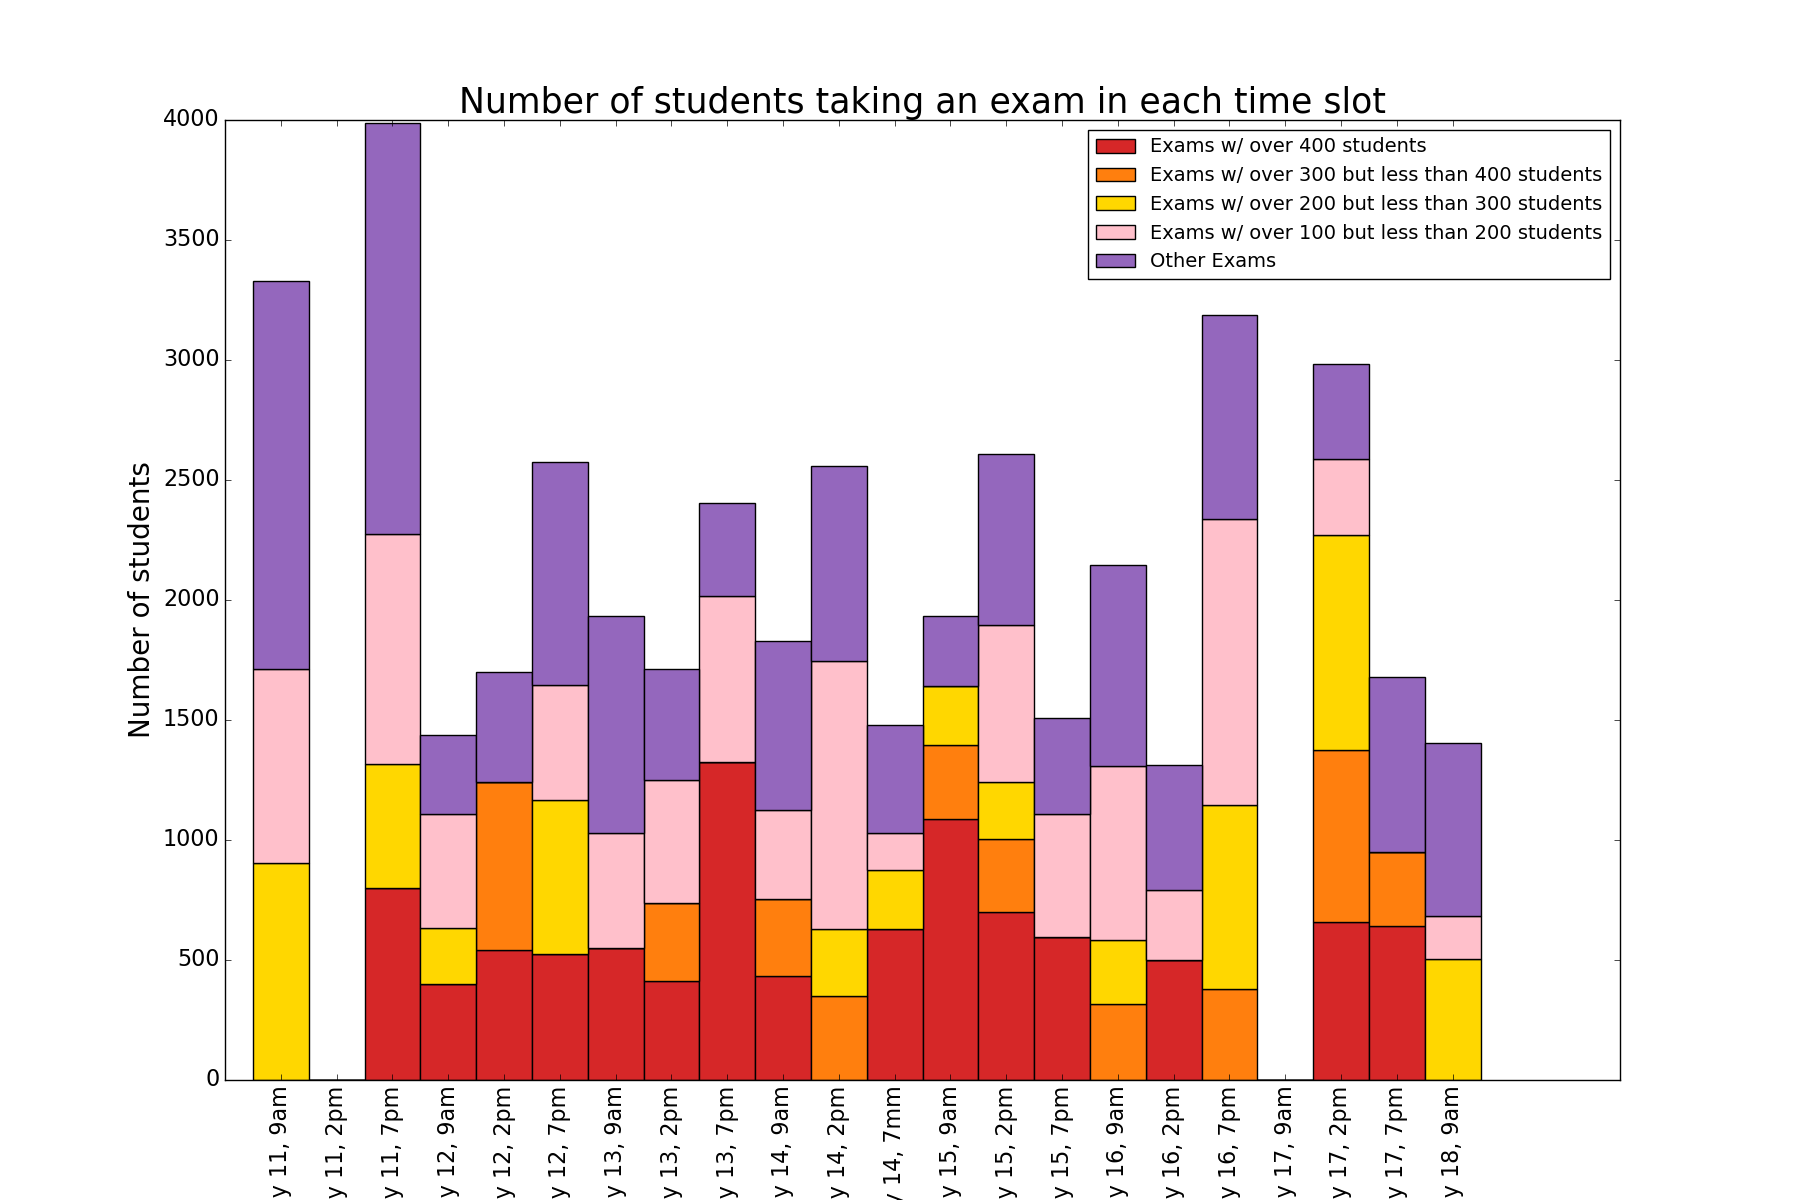 Number of students taking an exam in each time slot
Exams w/ over 400 students
Exams w/ over 300 but less than 400 students
Exams w/ over 200 but less than 300 students
Exams w/ over 100 but less than 200 students
Other Exams
Number of students
4000
3500
3000
2500
2000
1500
1000
500
0
y 11, 9am
y 11, 2pm
y 11, 7pm
y 12, 9am
y 12, 2pm
y 12, 7pm
y 13, 9am
y 13, 2pm
y 13, 7pm
y 14, 9am
y 14, 2pm
y 14, 7mm
y 15, 9am
y 15, 2pm
y 15, 7pm
y 16, 9am
y 16, 2pm
y 16, 7pm
y 17, 9am
y 17, 2pm
y 17, 7pm
y 18, 9am